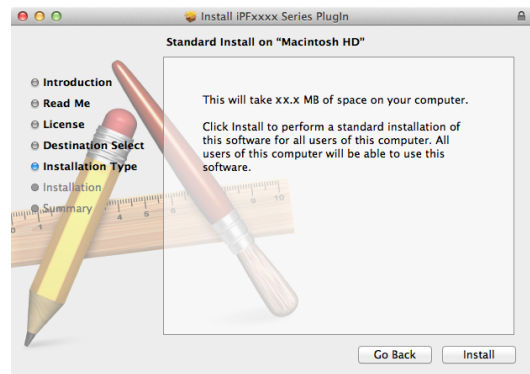 Install iPFxxxx Series PlugIn
Standard Install on “Macintosh HD”
Introduction
Read Me
License
Destination Select
Installation Type
Installation
Summary
This will take xx.x MB of space on your computer.
Click Install to perform a standard installation of
this software for all users of this computer. All
users of this computer will be able to use this
software.
Go Back
Install